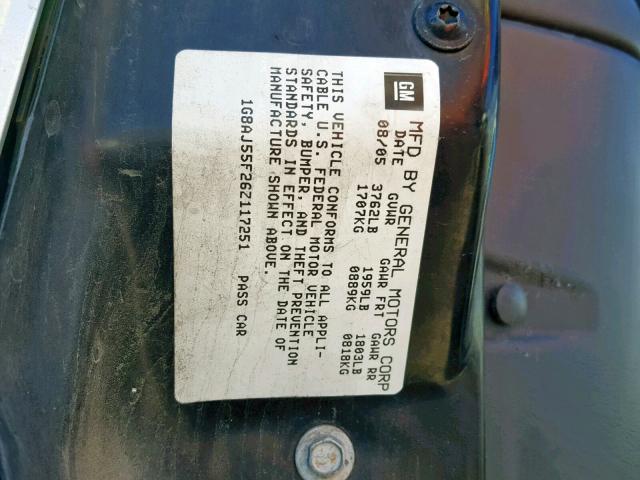 GM
MFD BY GENERAL MOTORS CORP
DATE GVWR GAWR FRT GAWR RR
08/05 3762LB 1959LB 1803LB
1707KG 0889KG 0818KG
THIS VEHICLE CONFORMS TO ALL APPLI-
CABLE U.S. FEDERAL MOTOR VEHICLE
SAFETY, BUMPER, AND THEFT PREVENTION
STANDARDS IN EFFECT ON THE DATE OF
MANUFACTURE SHOWN ABOVE.
1G8AJ55F26Z117251 PASS CAR